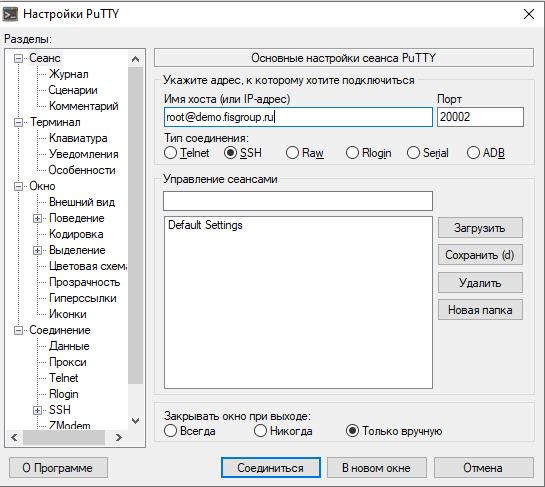 Настройки PuTTY
Разделы:
Сеанс
Журнал
Сценарии
Комментарий
Терминал
Клавиатура
Уведомления
Особенности
Окно
Внешний вид
Поведение
Кодировка
Выделение
Цветовая схема
Прозрачность
Гиперссылки
Иконки
Соединение
Данные
Прокси
Telnet
Rlogin
SSH
ZModem
Основные настройки сеанса PuTTY
Укажите адрес, к которому хотите подключиться
Имя хоста (или IP-адрес) Порт
root@demo.fisgroup.ru 20002
Тип соединения:
Telnet SSH Raw Rlogin Serial ADB
Управление сеансами
Default Settings
Загрузить
Сохранить (d)
Удалить
Новая папка
Закрывать окно при выходе:
Всегда Никогда Только вручную
О Программе Соединиться В новом окне Отмена